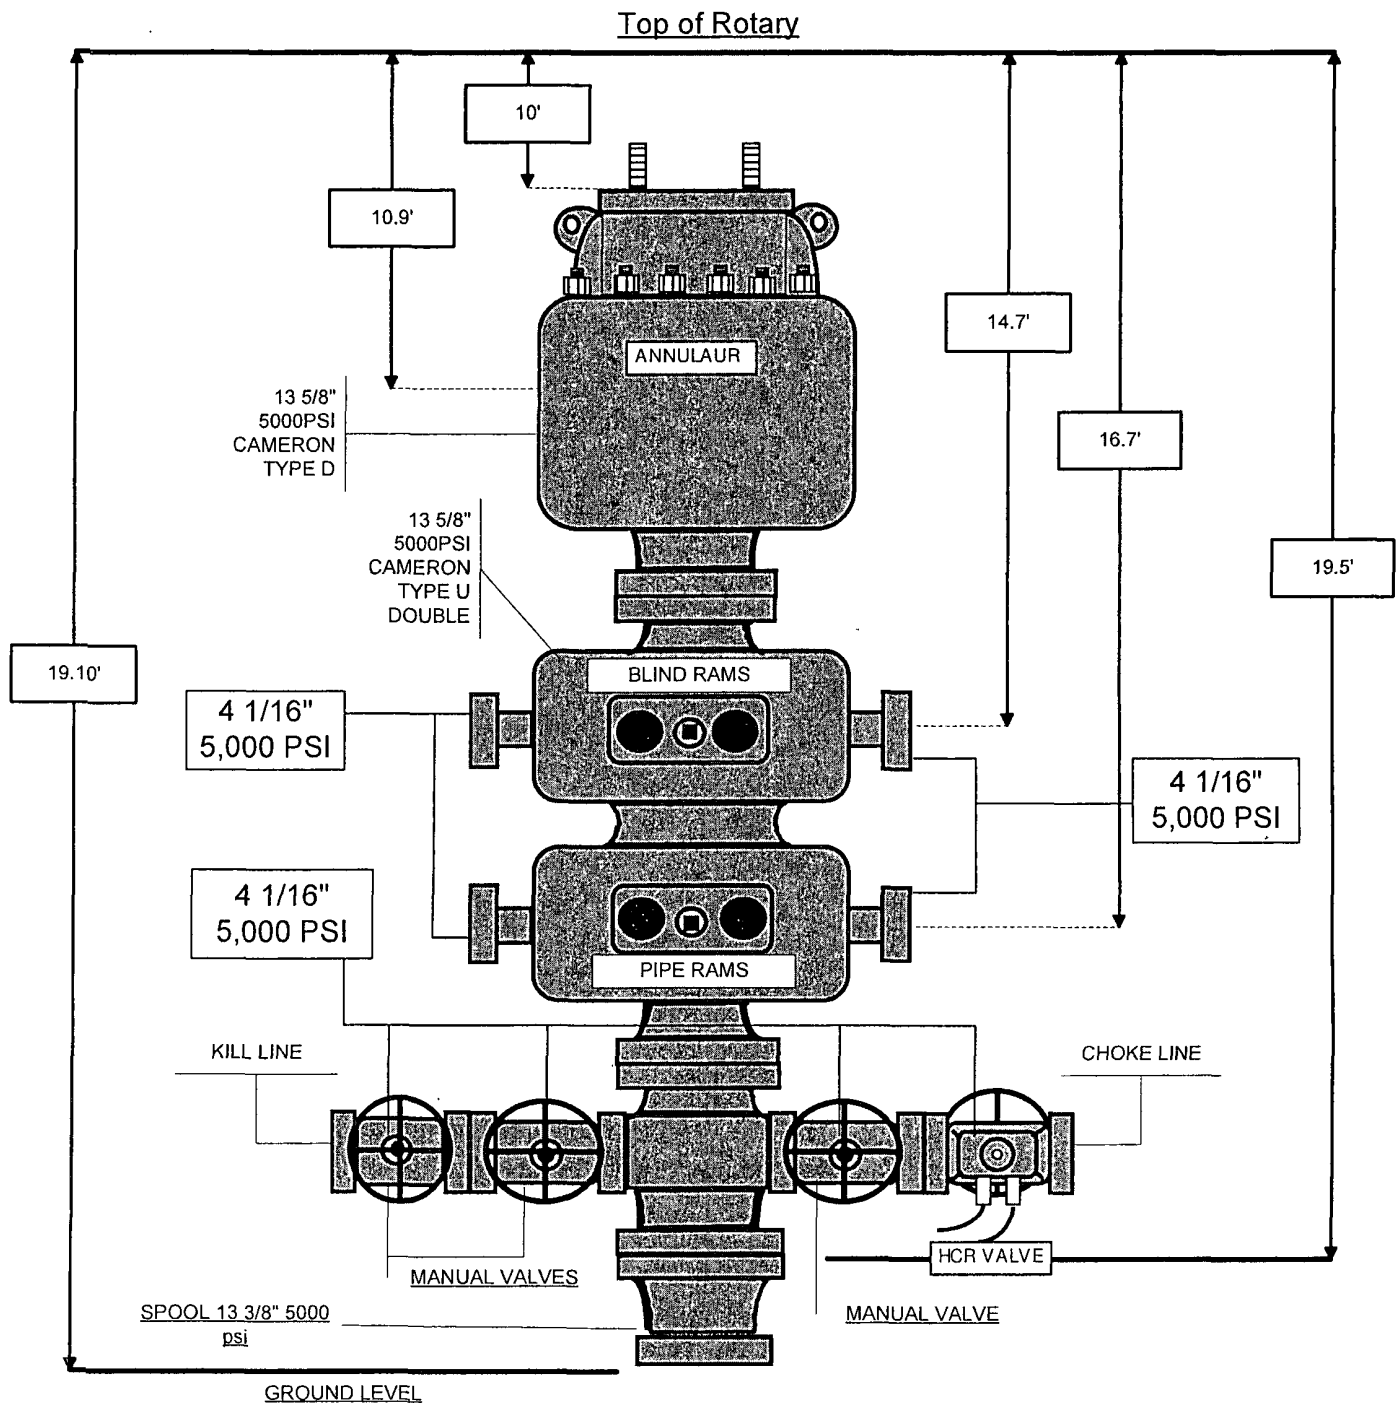 Top of Rotary
10'
10.9'
14.7'
ANNULAUR
13 5/8"
5000PSI
CAMERON
TYPE D
16.7'
13 5/8"
5000PSI
CAMERON
TYPE U
DOUBLE
19.5'
19.10'
BLIND RAMS
4 1/16"
5,000 PSI
4 1/16"
5,000 PSI
4 1/16"
5,000 PSI
PIPE RAMS
KILL LINE
CHOKE LINE
HCR VALVE
MANUAL VALVES
SPOOL 13 3/8" 5000
psi
MANUAL VALVE
GROUND LEVEL